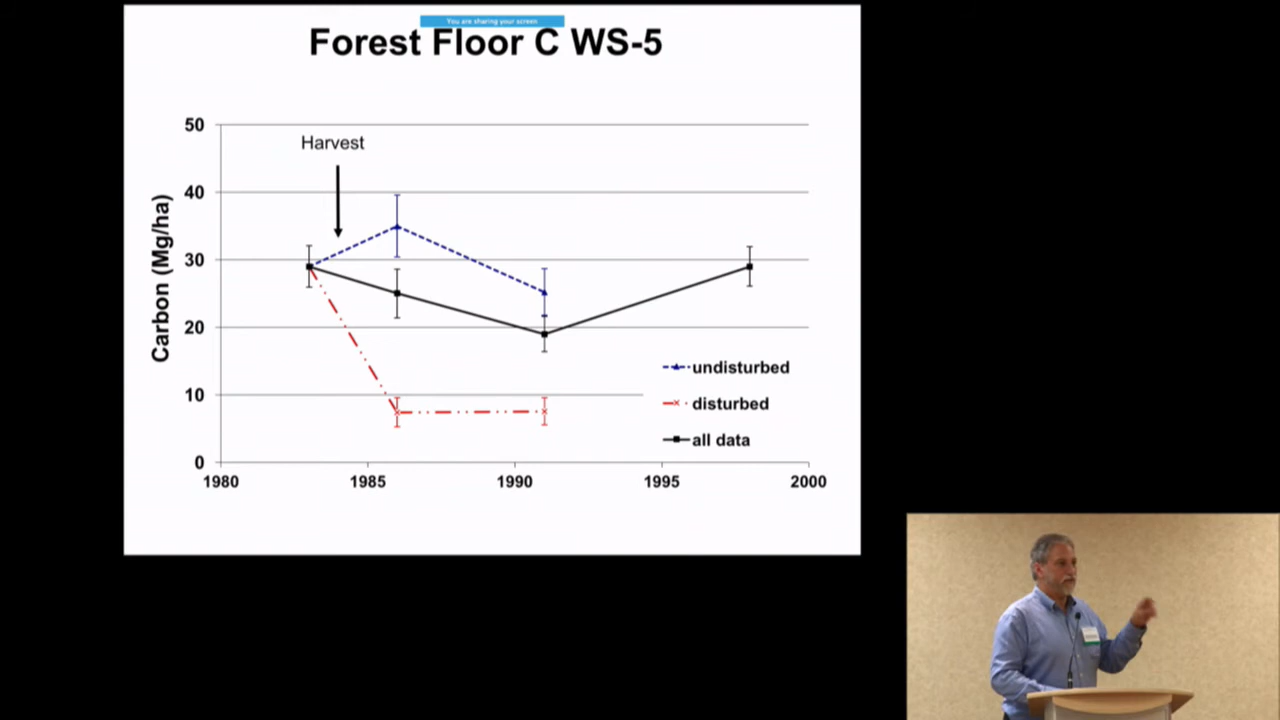 You are sharing your screen
Forest Floor C WS-5
50
Harvest
40
30
20
10
0
Carbon (Mg/ha)
undisturbed
disturbed
all data
1980 1985 1990 1995 2000